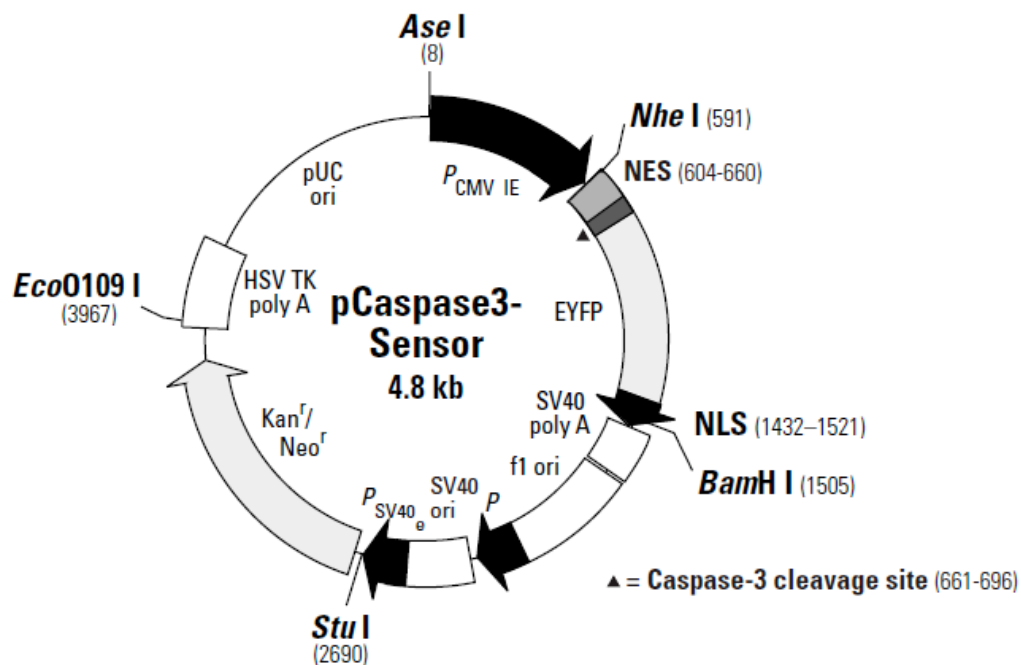 Ase I
(8)
Nhe I (591)
NES (604-660)
P CMV IE
pUC
ori
HSV TK
poly A
EcoO109 I
(3967)
pCaspase3-
Sensor
4.8 kb
EYFP
SV40
poly A
NLS (1432–1521)
BamH I (1505)
f1 ori
Kanr/
Neor
P SV40e
SV40
ori
P
▲ = Caspase-3 cleavage site (661-696)
Stu I
(2690)